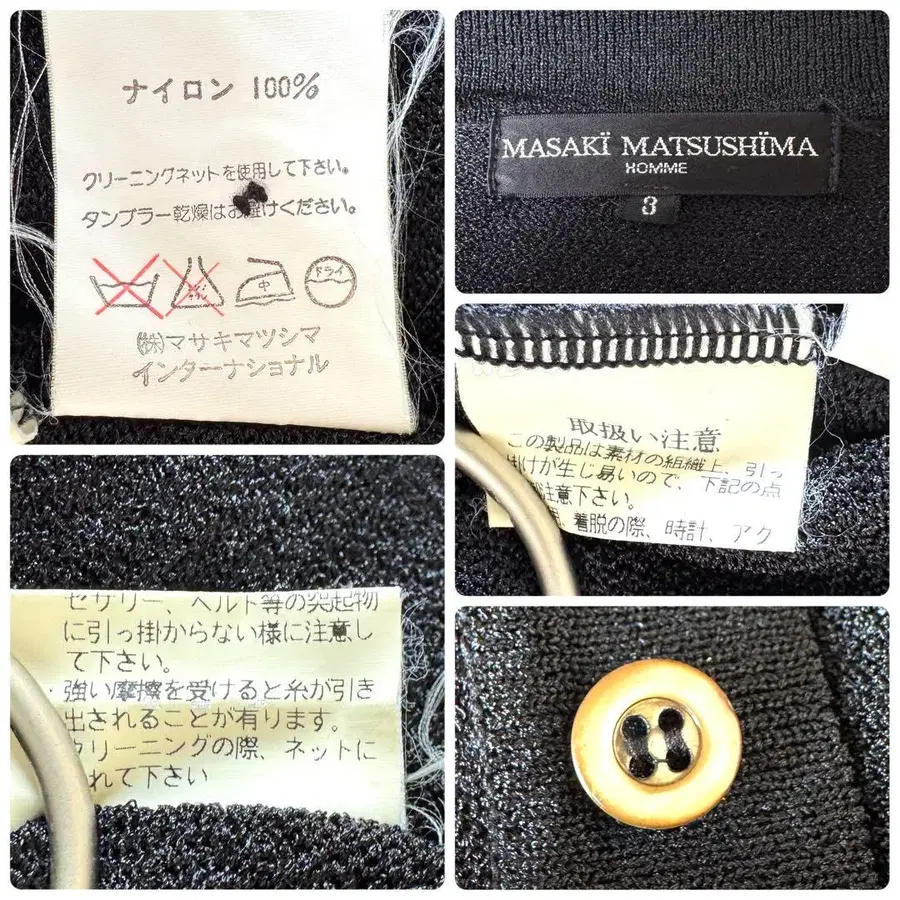 ナイロン 100%
クリーニングネットを使用して下さい。
タンブラー乾燥はお避けください。
中
ドライ
(株)マサキマツシマ
インターナショナル
MASAKÏ MATSUSHÏMA
HOMME
3
取扱い注意
この製品は素材の組織上、引っ
掛けが生じ易いので、下記の点
注意下さい。
着脱の際、時計、アク
セサリー、ベルト等の突起物
に引っ掛からない様に注意し
て下さい。
・強い摩擦を受けると糸が引き
出されることが有ります。
クリーニングの際、ネットに
れて下さい